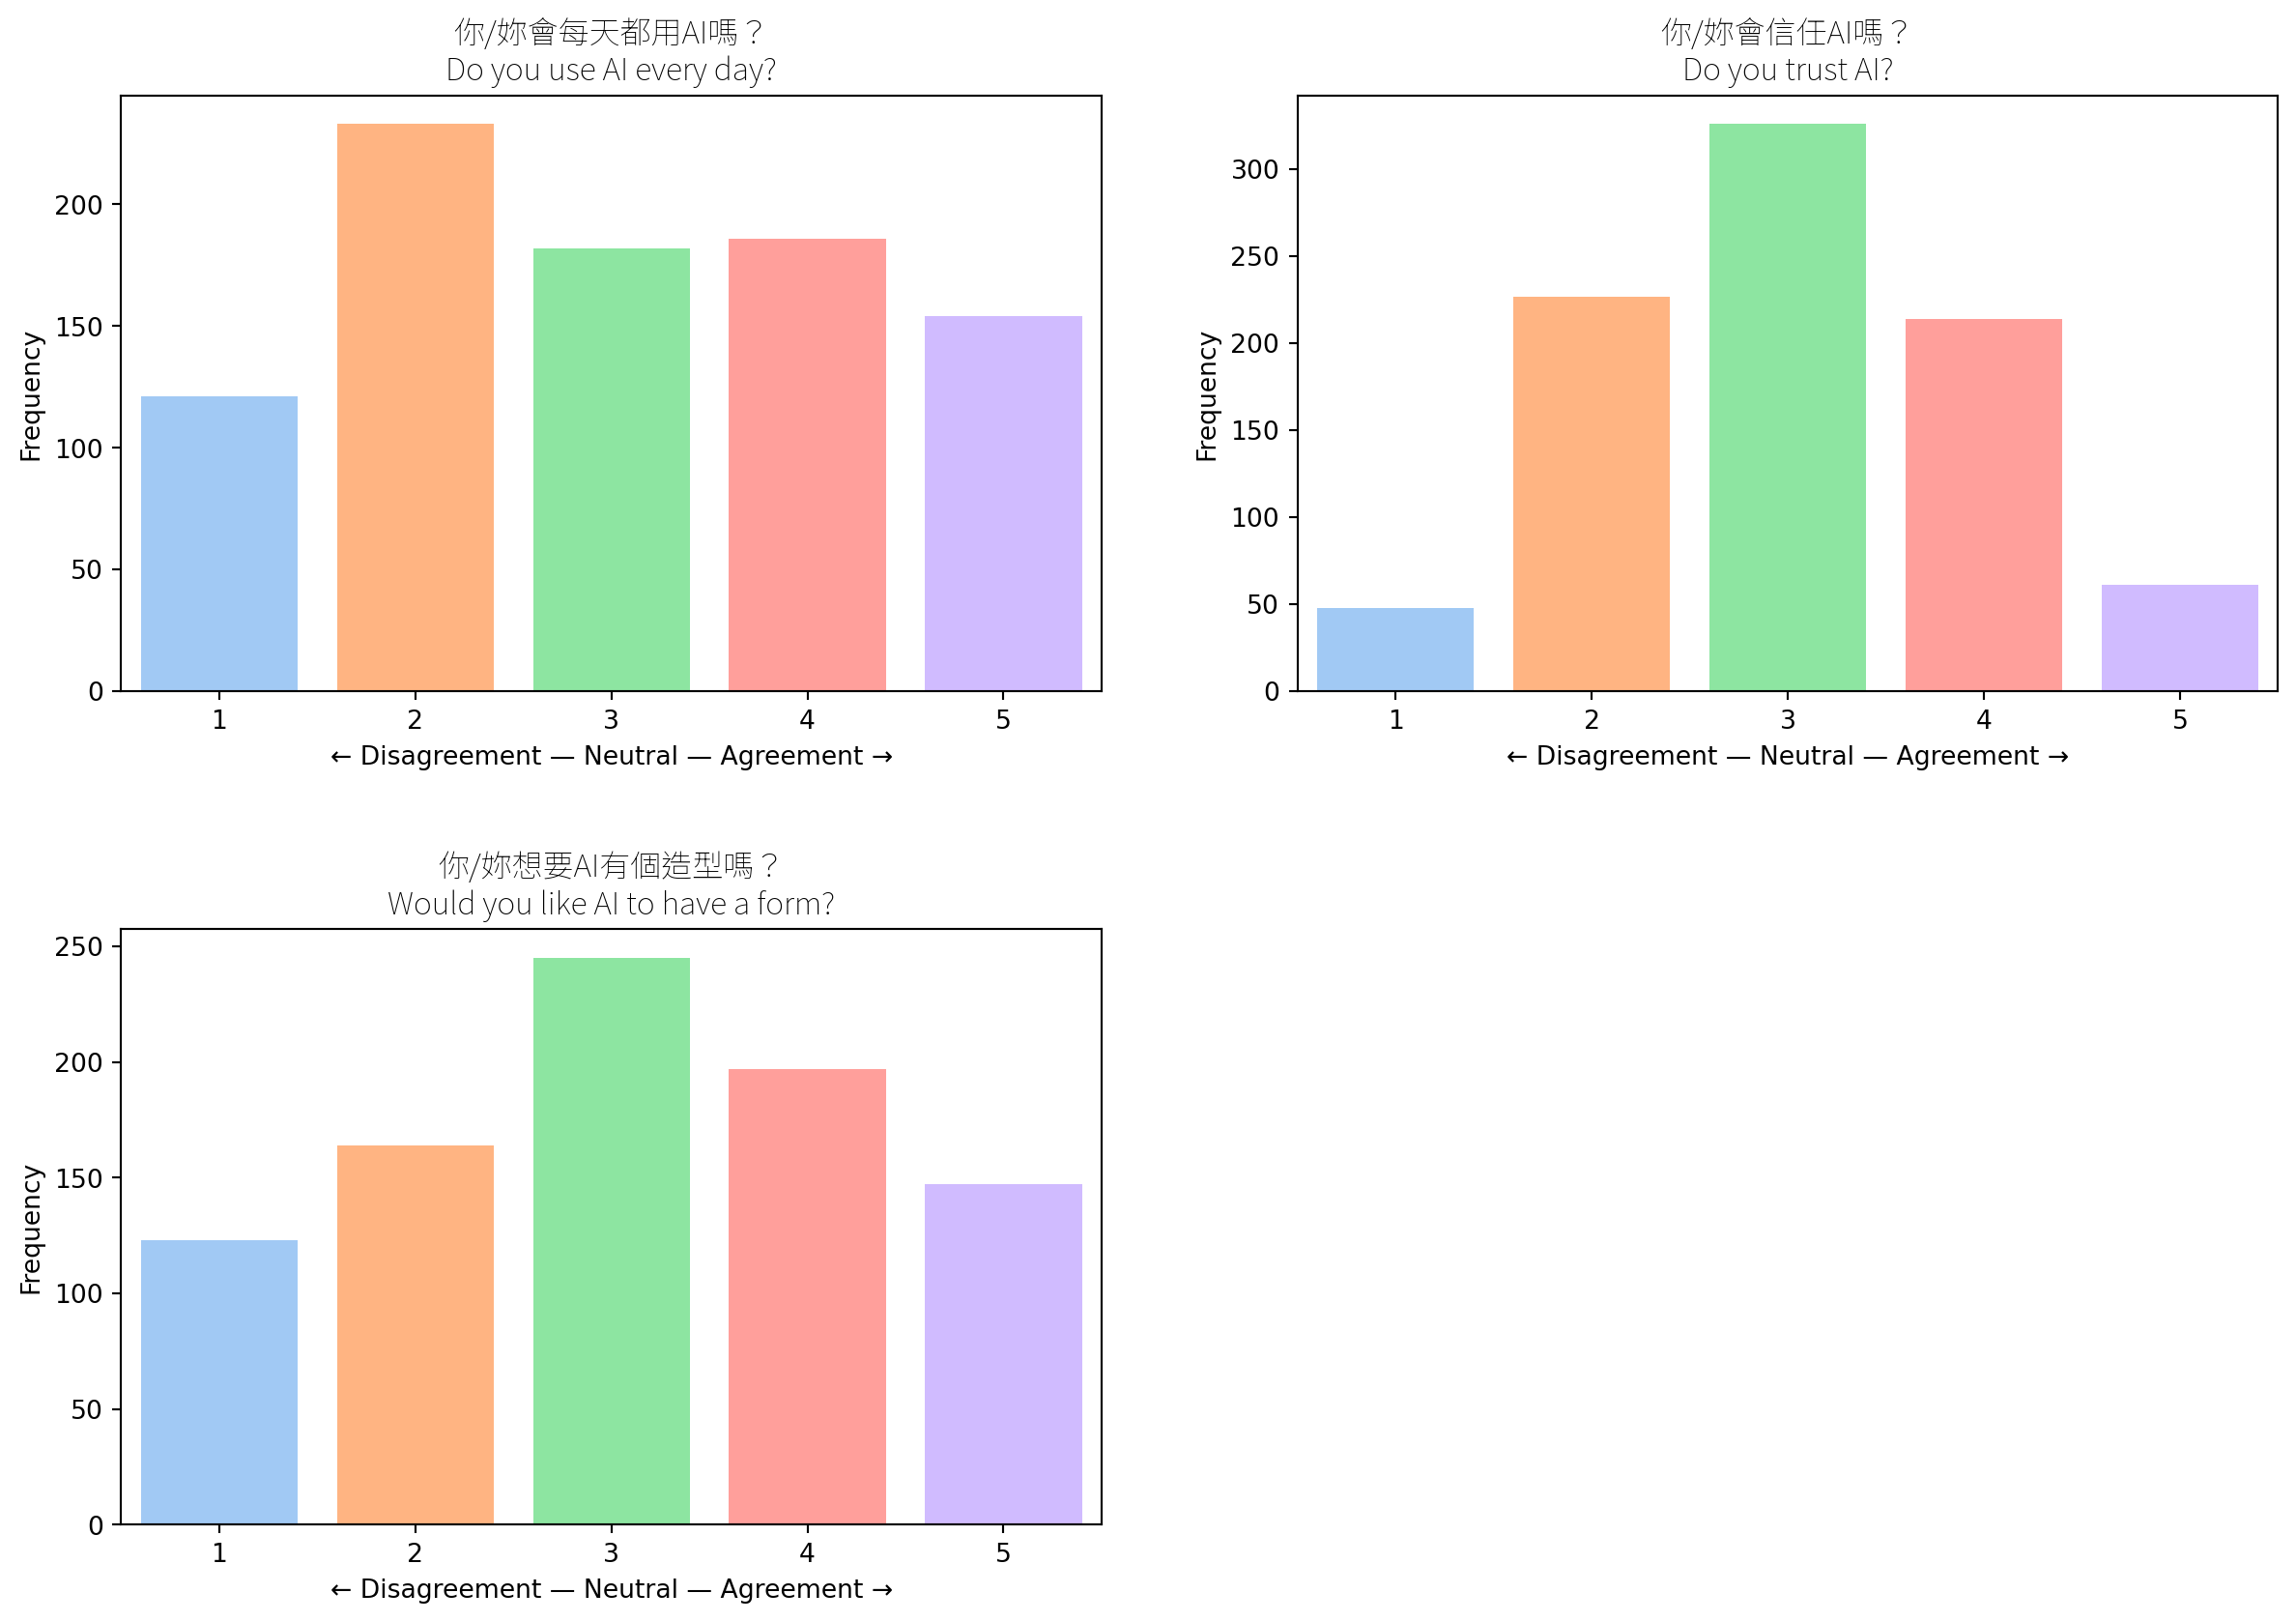 你/妳會每天都用AI嗎？
Do you use AI every day?
Frequency
200
150
100
50
0
1 2 3 4 5
← Disagreement — Neutral — Agreement →
你/妳會信任AI嗎？
Do you trust AI?
Frequency
300
250
200
150
100
50
0
1 2 3 4 5
← Disagreement — Neutral — Agreement →
你/妳想要AI有個造型嗎？
Would you like AI to have a form?
Frequency
250
200
150
100
50
0
1 2 3 4 5
← Disagreement — Neutral — Agreement →